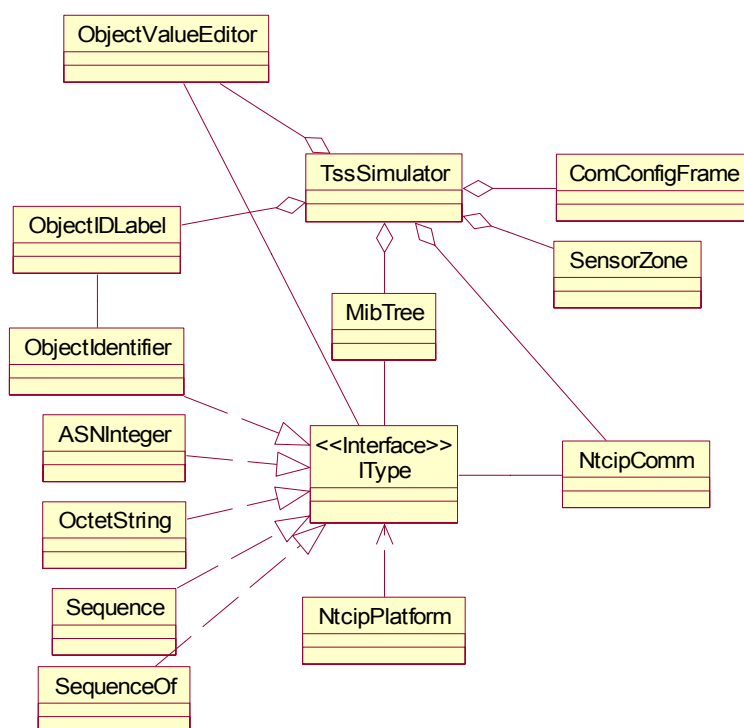 ObjectValueEditor
TssSimulator
ComConfigFrame
ObjectIDLabel
SensorZone
MibTree
ObjectIdentifier
ASNInteger
<<Interface>>
IType
NtcipComm
OctetString
Sequence
NtcipPlatform
SequenceOf